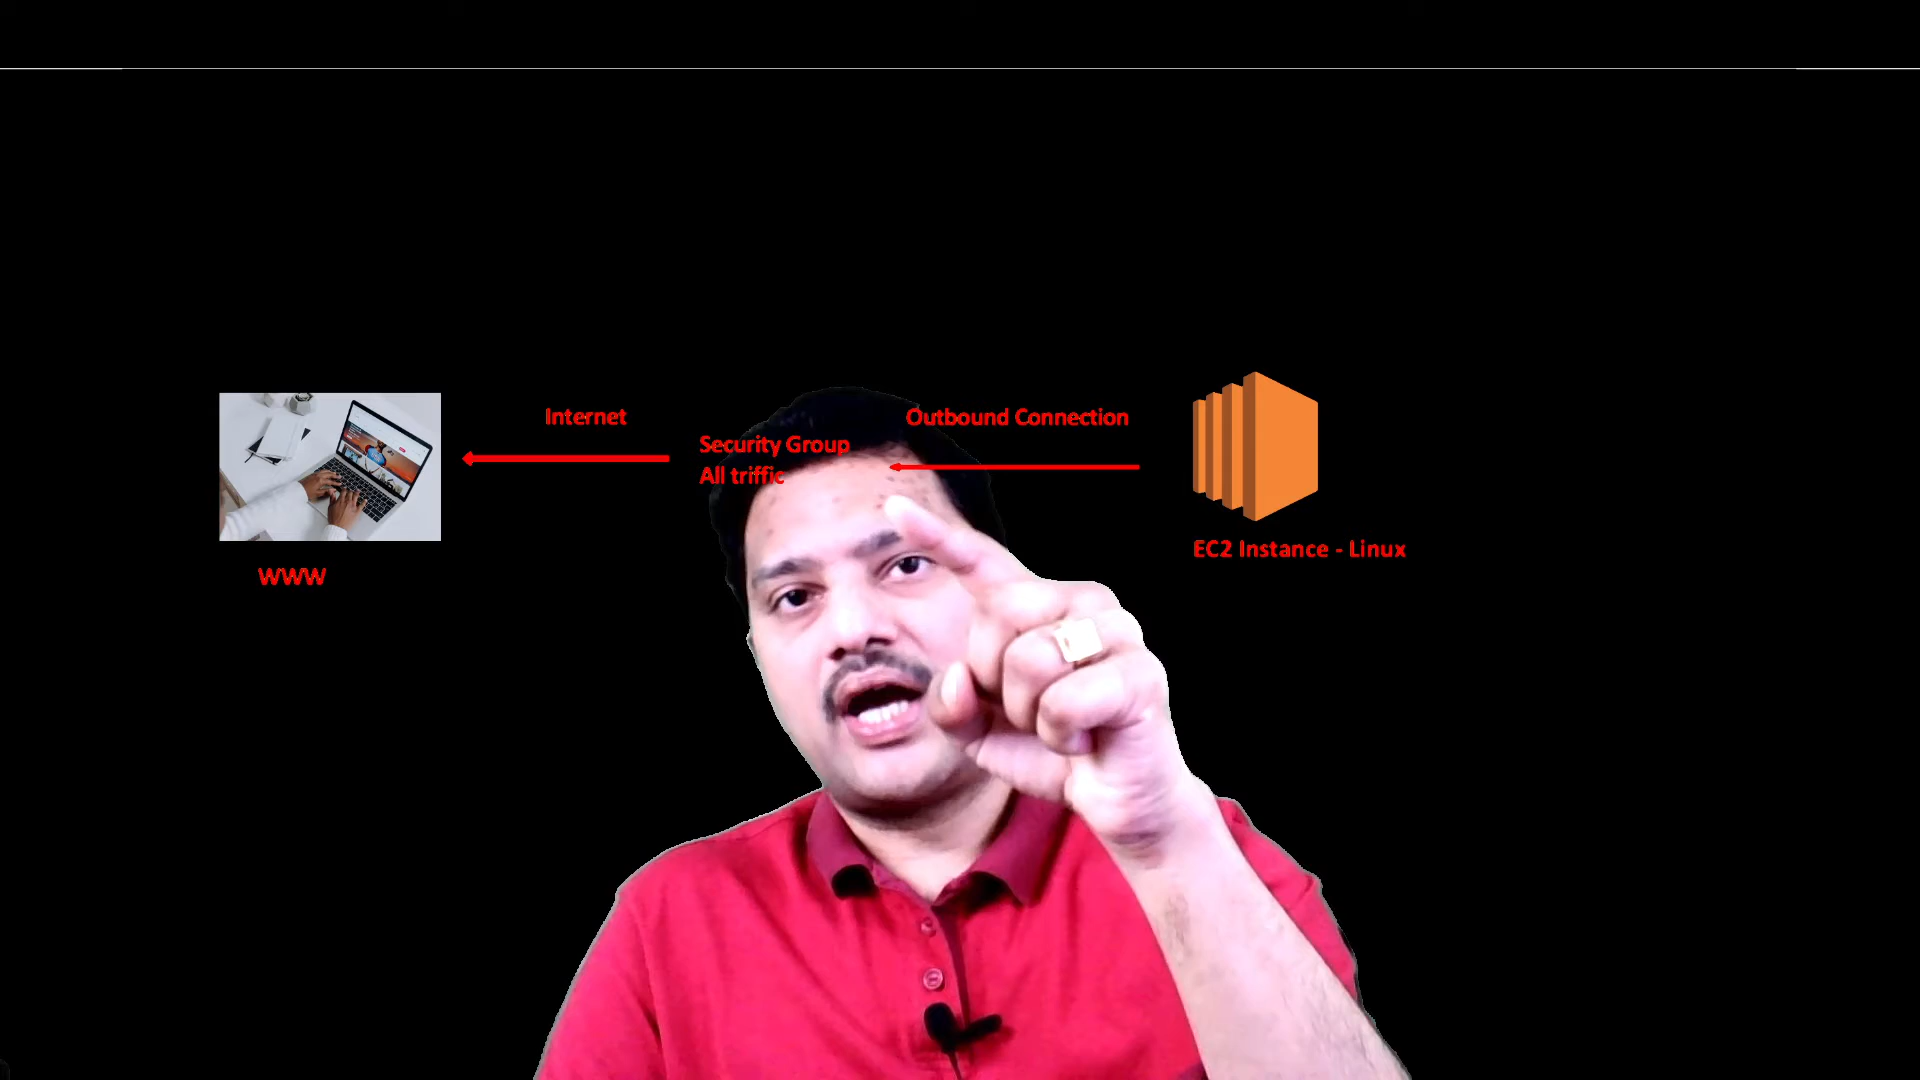 Internet
Outbound Connection
Security Group
All triffic
EC2 Instance - Linux
WWW